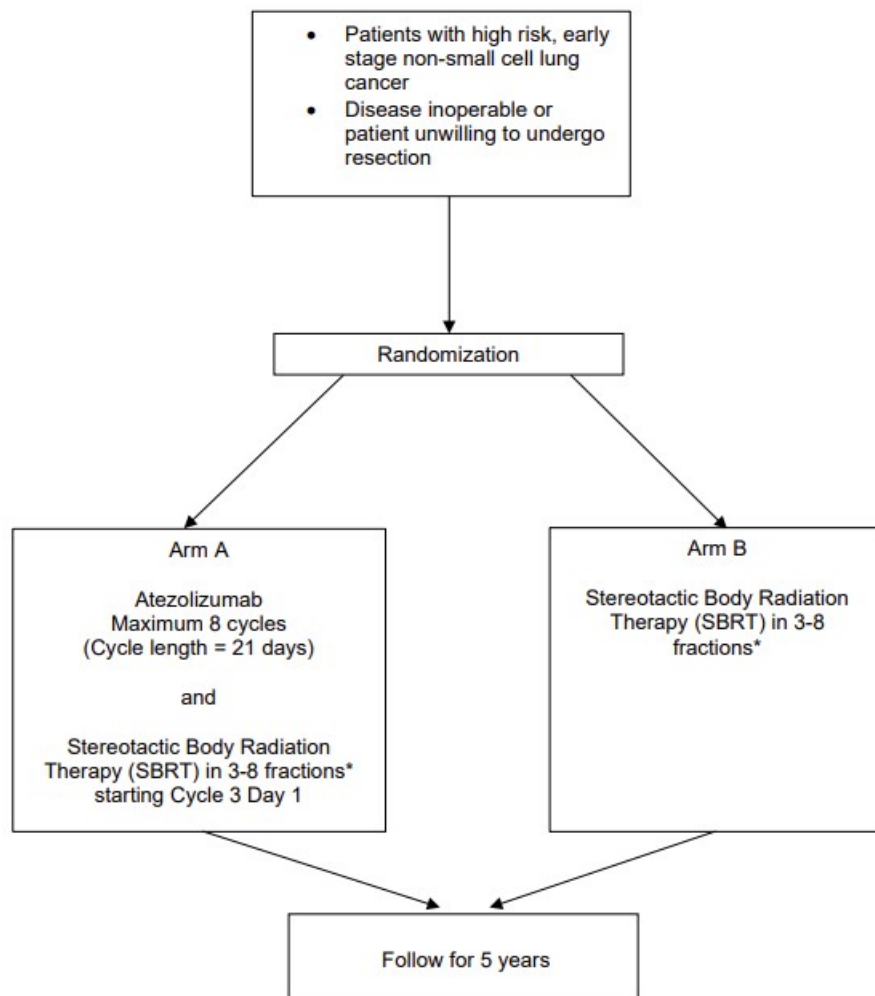 • Patients with high risk, early
stage non-small cell lung
cancer
• Disease inoperable or
patient unwilling to undergo
resection
Randomization
Arm A
Atezolizumab
Maximum 8 cycles
(Cycle length = 21 days)
and
Stereotactic Body Radiation
Therapy (SBRT) in 3-8 fractions*
starting Cycle 3 Day 1
Arm B
Stereotactic Body Radiation
Therapy (SBRT) in 3-8
fractions*
Follow for 5 years